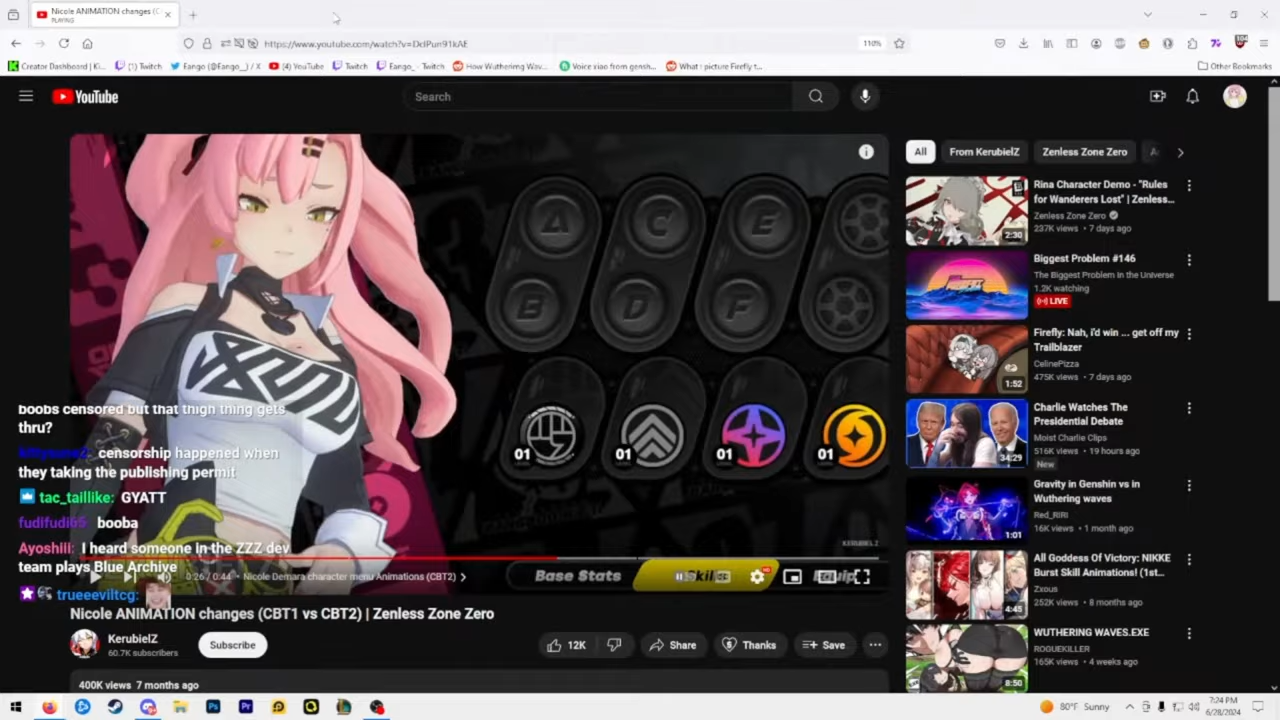 Nicole ANIMATION changes (C
PLAYING
https://www.youtube.com/watch?v=DclPun91kAE
110%
Creator Dashboard | Ki...
(1) Twitch
Eango (@Eango_) / X
(4) YouTube
Twitch
Eango_ - Twitch
How Wuthering Wav...
Voice xiao from gensh...
What : picture Firefly t...
Other Bookmarks
YouTube
Search
All
From KerubielZ
Zenless Zone Zero
A
C
E
B
D
F
01
01
01
01
KERUBIEL Z
boobs censored but that thigh thing gets
thru?
censorship happened when
they taking the publishing permit
tac_taillike: GYATT
fudifudi65: booba
Ayoshiii: I heard someone in the ZZZ dev
team plays Blue Archive
trueeeviltcg:
0:26 / 0:44 • Nicole Demara character menu Animations (CBT2)
Base Stats
Skill
Equip
Nicole ANIMATION changes (CBT1 vs CBT2) | Zenless Zone Zero
KerubielZ
60.7K subscribers
Subscribe
12K
Share
Thanks
Save
400K views 7 months ago
Rina Character Demo - "Rules
for Wanderers Lost" | Zenless...
Zenless Zone Zero
237K views • 7 days ago
2:30
Biggest Problem #146
The Biggest Problem in the Universe
1.2K watching
LIVE
Firefly: Nah, i'd win ... get off my
Trailblazer
CelinePizza
475K views • 7 days ago
1:52
Charlie Watches The
Presidential Debate
Moist Charlie Clips
516K views • 19 hours ago
New
34:29
Gravity in Genshin vs in
Wuthering waves
Red_RIRI
16K views • 1 month ago
1:01
All Goddess Of Victory: NIKKE
Burst Skill Animations! (1st...
Zxous
252K views • 8 months ago
4:45
WUTHERING WAVES.EXE
ROGUEKILLER
165K views • 4 weeks ago
8:50
80°F Sunny
7:24 PM
6/28/2024